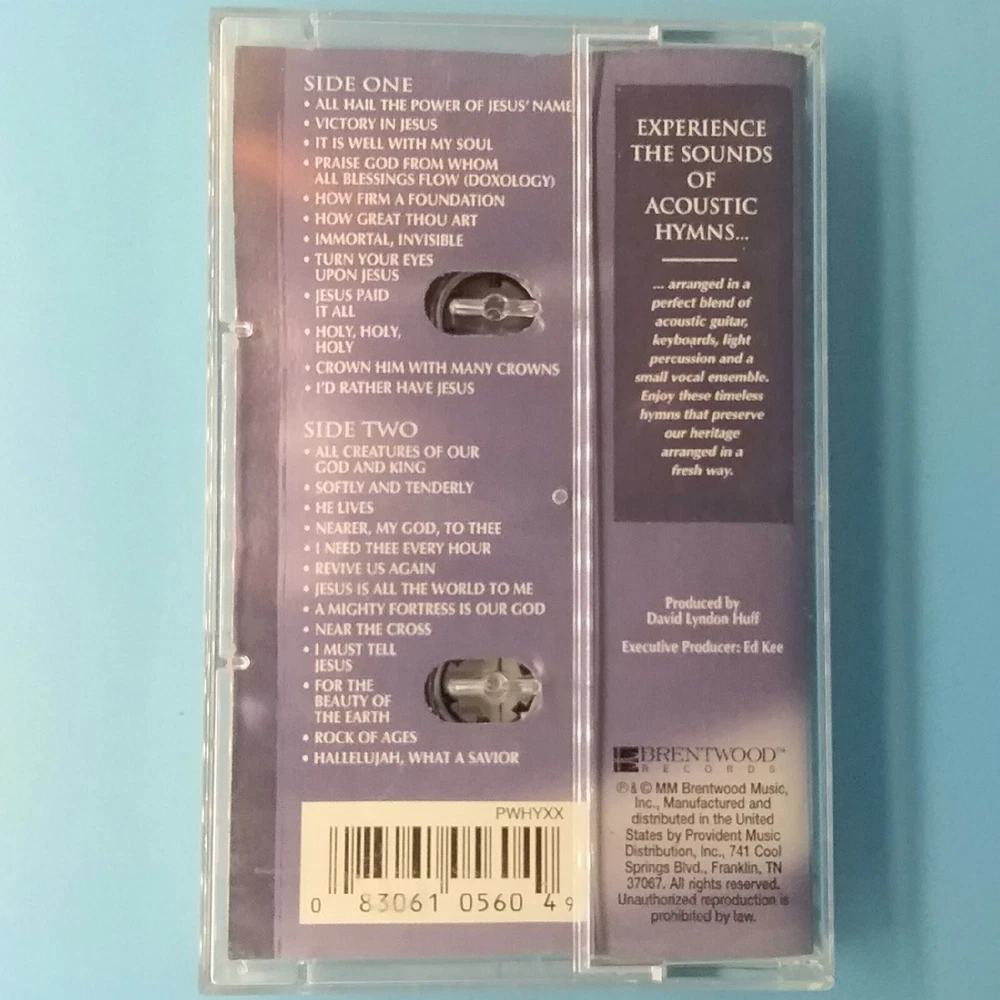 SIDE ONE
• ALL HAIL THE POWER OF JESUS' NAME
• VICTORY IN JESUS
• IT IS WELL WITH MY SOUL
• PRAISE GOD FROM WHOM
ALL BLESSINGS FLOW (DOXOLOGY)
• HOW FIRM A FOUNDATION
• HOW GREAT THOU ART
• IMMORTAL, INVISIBLE
• TURN YOUR EYES
UPON JESUS
• JESUS PAID
IT ALL
• HOLY, HOLY,
HOLY
• CROWN HIM WITH MANY CROWNS
• I'D RATHER HAVE JESUS
SIDE TWO
• ALL CREATURES OF OUR
GOD AND KING
• SOFTLY AND TENDERLY
• HE LIVES
• NEARER, MY GOD, TO THEE
• I NEED THEE EVERY HOUR
• REVIVE US AGAIN
• JESUS IS ALL THE WORLD TO ME
• A MIGHTY FORTRESS IS OUR GOD
• NEAR THE CROSS
• I MUST TELL
JESUS
• FOR THE
BEAUTY OF
THE EARTH
• ROCK OF AGES
• HALLELUJAH, WHAT A SAVIOR
PWHYXX
0 83061 0560 4 9
EXPERIENCE
THE SOUNDS
OF
ACOUSTIC
HYMNS...
... arranged in a
perfect blend of
acoustic guitar,
keyboards, light
percussion and a
small vocal ensemble.
Enjoy these timeless
hymns that preserve
our heritage
arranged in a
fresh way.
Produced by
David Lyndon Huff
Executive Producer: Ed Kee
BRENTWOOD™
RECORDS
℗ & © MM Brentwood Music,
Inc., Manufactured and
distributed in the United
States by Provident Music
Distribution, Inc., 741 Cool
Springs Blvd., Franklin, TN
37067. All rights reserved.
Unauthorized reproduction is
prohibited by law.